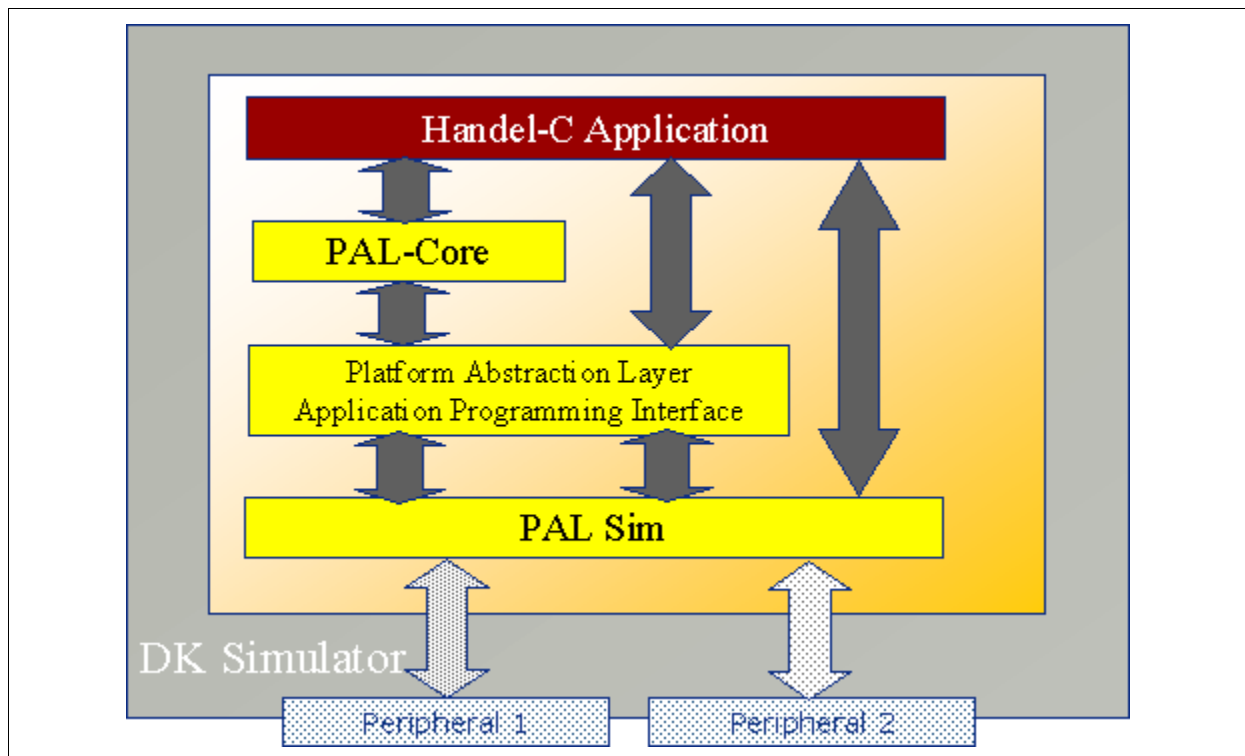 Handel-C Application
PAL-Core
Platform Abstraction Layer
Application Programming Interface
PAL Sim
DK Simulator
Peripheral 1
Peripheral 2